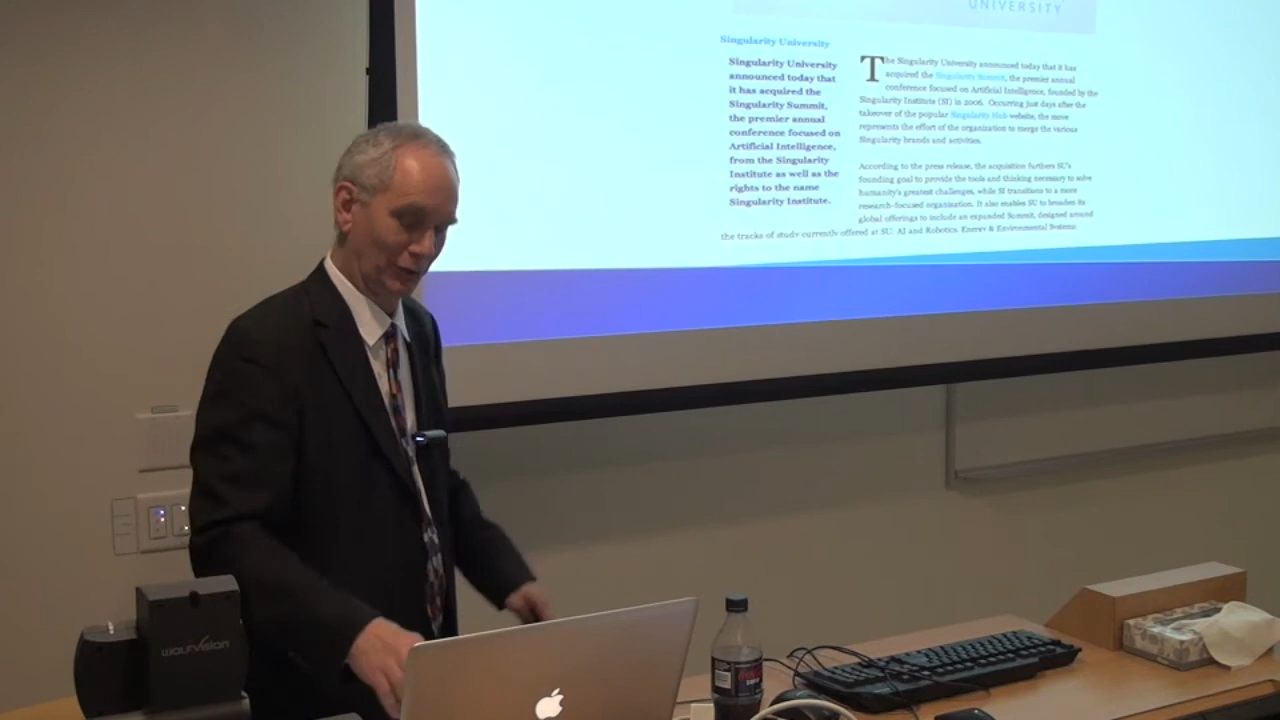 UNIVERSITY
Singularity University
Singularity University
announced today that
it has acquired the
Singularity Summit,
the premier annual
conference focused on
Artificial Intelligence,
from the Singularity
Institute as well as the
rights to the name
Singularity Institute.
The Singularity University announced today that it has
acquired the Singularity Summit, the premier annual
conference focused on Artificial Intelligence, founded by the
Singularity Institute (SI) in 2006. Occurring just days after the
takeover of the popular Singularity Hub website, the move
represents the effort of the organization to merge the various
Singularity brands and activities.
According to the press release, the acquisition furthers SU's
founding goal to provide the tools and thinking necessary to solve
humanity's greatest challenges, while SI transitions to a more
research-focused organization. It also enables SU to broaden its
global offerings to include an expanded Summit, designed around
the tracks of study currently offered at SU: AI and Robotics, Energy & Environmental Systems,
WOLFVISION